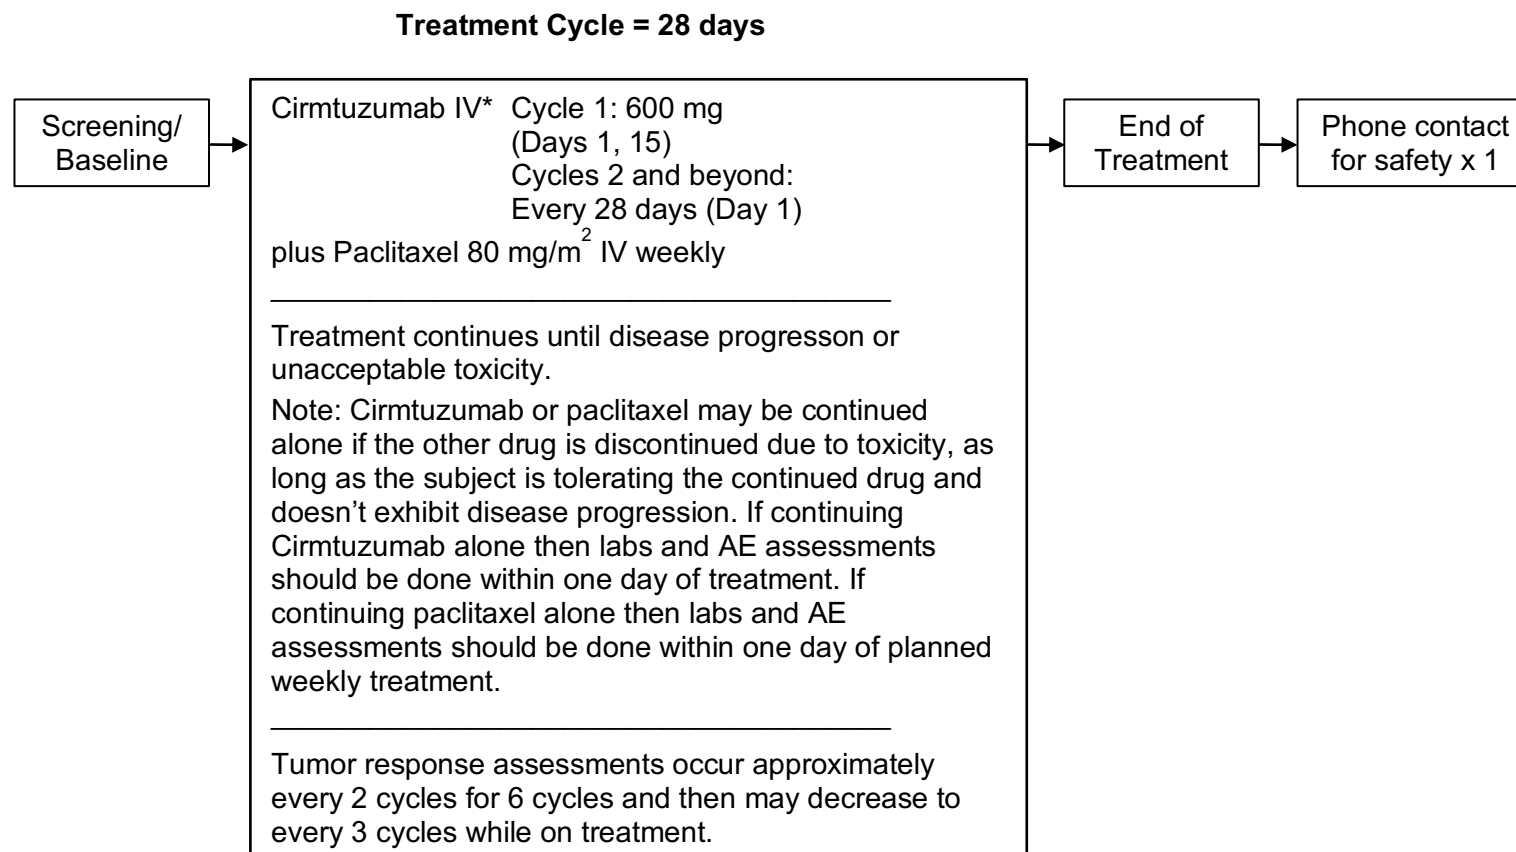 Treatment Cycle = 28 days
Screening/
Baseline
Cirmtuzumab IV* Cycle 1: 600 mg
(Days 1, 15)
Cycles 2 and beyond:
Every 28 days (Day 1)
plus Paclitaxel 80 mg/m² IV weekly
Treatment continues until disease progresson or
unacceptable toxicity.
Note: Cirmtuzumab or paclitaxel may be continued
alone if the other drug is discontinued due to toxicity, as
long as the subject is tolerating the continued drug and
doesn’t exhibit disease progression. If continuing
Cirmtuzumab alone then labs and AE assessments
should be done within one day of treatment. If
continuing paclitaxel alone then labs and AE
assessments should be done within one day of planned
weekly treatment.
Tumor response assessments occur approximately
every 2 cycles for 6 cycles and then may decrease to
every 3 cycles while on treatment.
End of
Treatment
Phone contact
for safety x 1